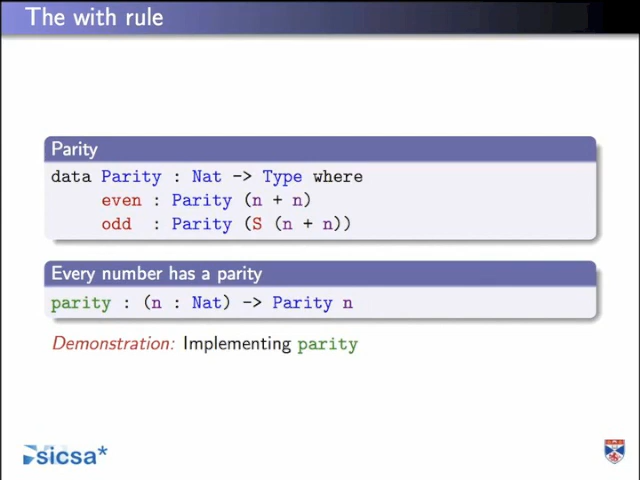 The with rule
Parity
data Parity : Nat -> Type where
even : Parity (n + n)
odd : Parity (S (n + n))
Every number has a parity
parity : (n : Nat) -> Parity n
Demonstration: Implementing parity
sicsa*